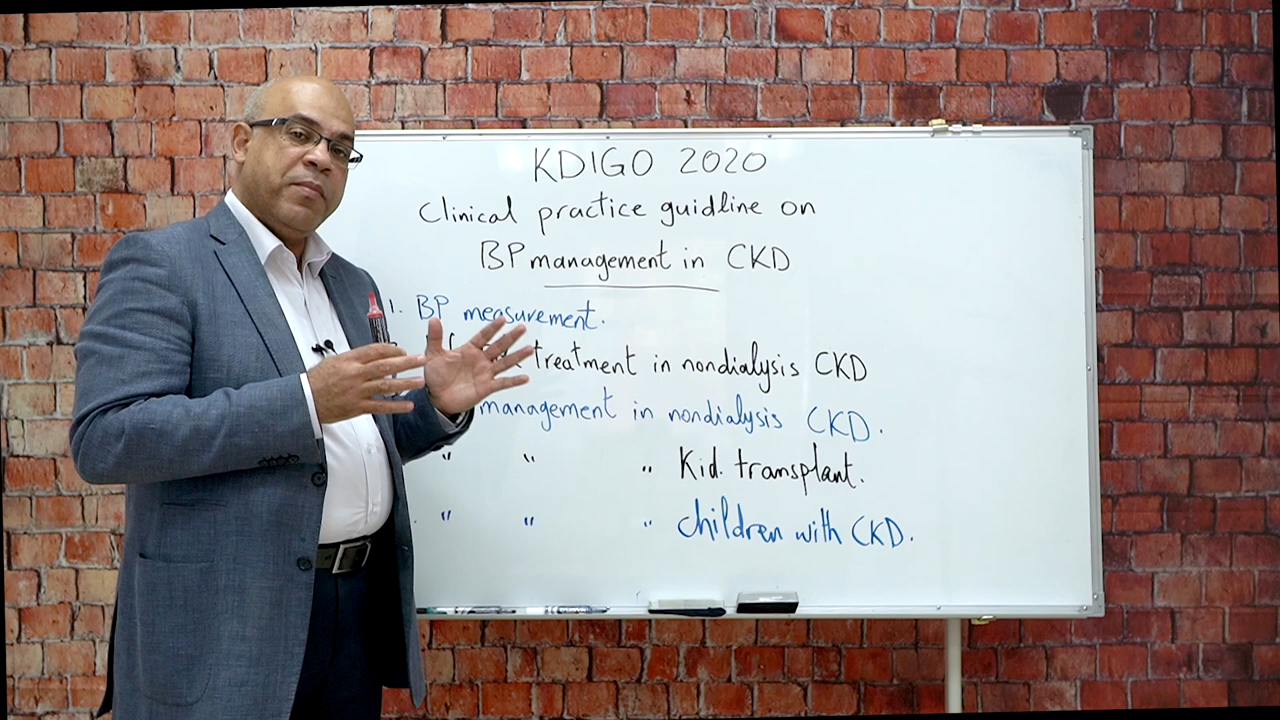 KDIGO 2020
Clinical practice guidline on
BP management in CKD
1. BP measurement.
treatment in nondialysis CKD
management in nondialysis CKD.
" " " Kid. transplant.
" " " children with CKD.